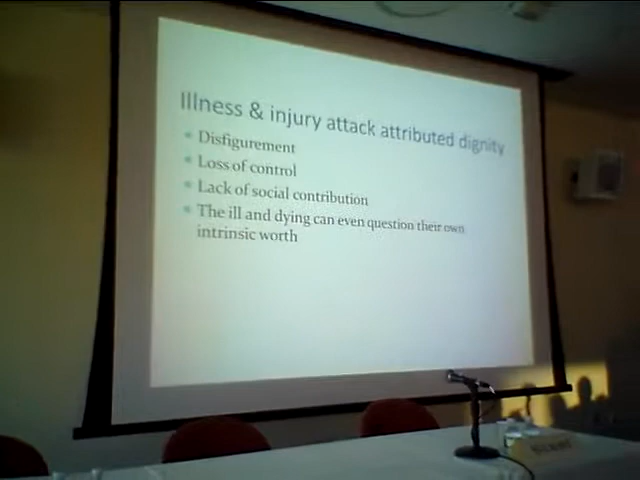 Illness & injury attack attributed dignity
Disfigurement
Loss of control
Lack of social contribution
The ill and dying can even question their own
intrinsic worth